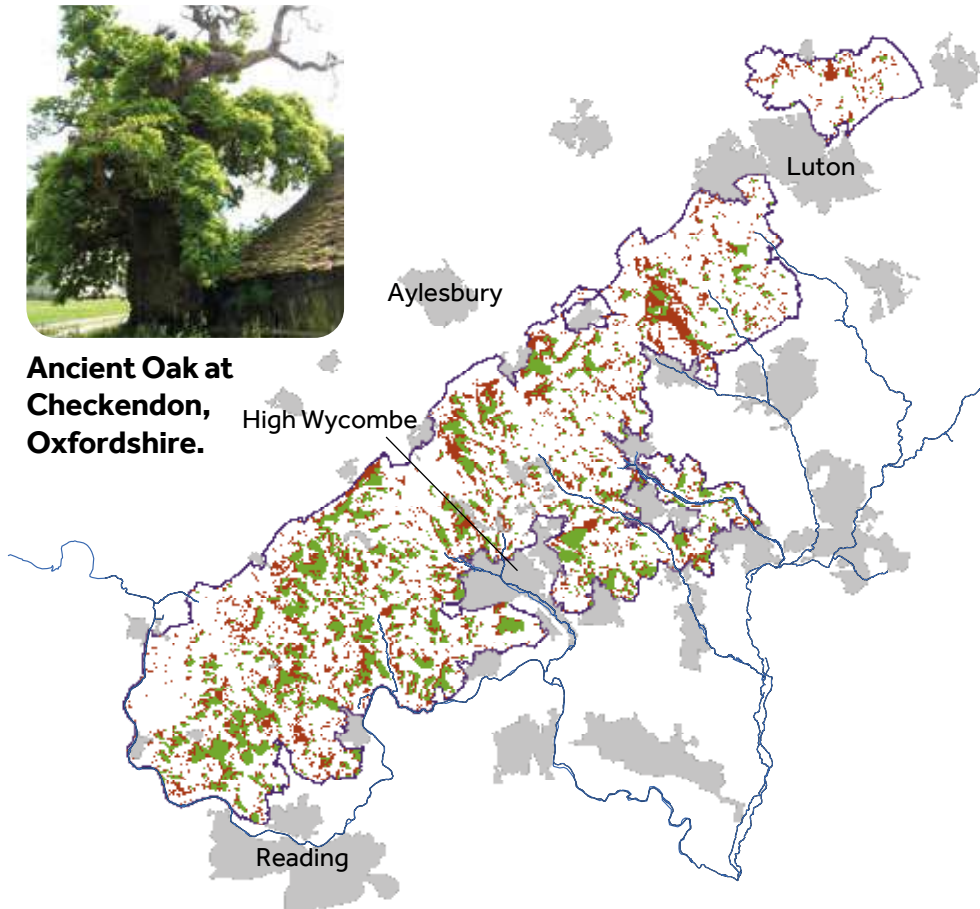 Ancient Oak at
Checkendon,
Oxfordshire.
Luton
Aylesbury
High Wycombe
Reading